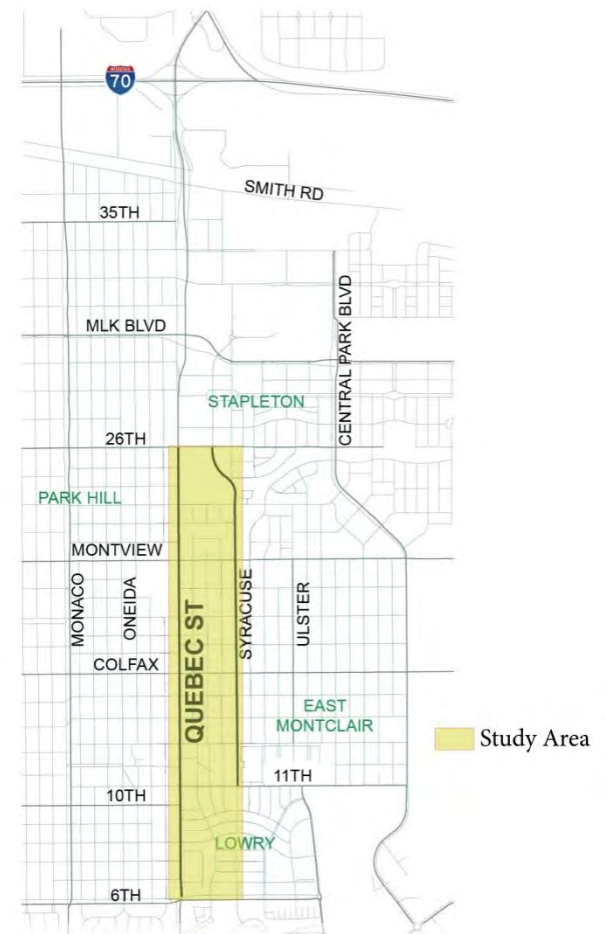 INTERSTATE
70
SMITH RD
35TH
MLK BLVD
CENTRAL PARK BLVD
STAPLETON
26TH
PARK HILL
MONTVIEW
MONACO
ONEIDA
QUEBEC ST
SYRACUSE
ULSTER
COLFAX
EAST
MONTCLAIR
Study Area
11TH
10TH
LOWRY
6TH